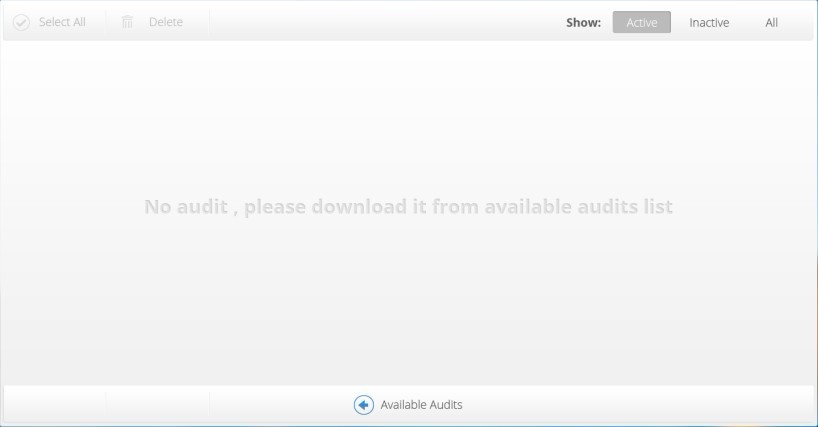 Select All Delete Show: Active Inactive All
No audit , please download it from available audits list
Available Audits